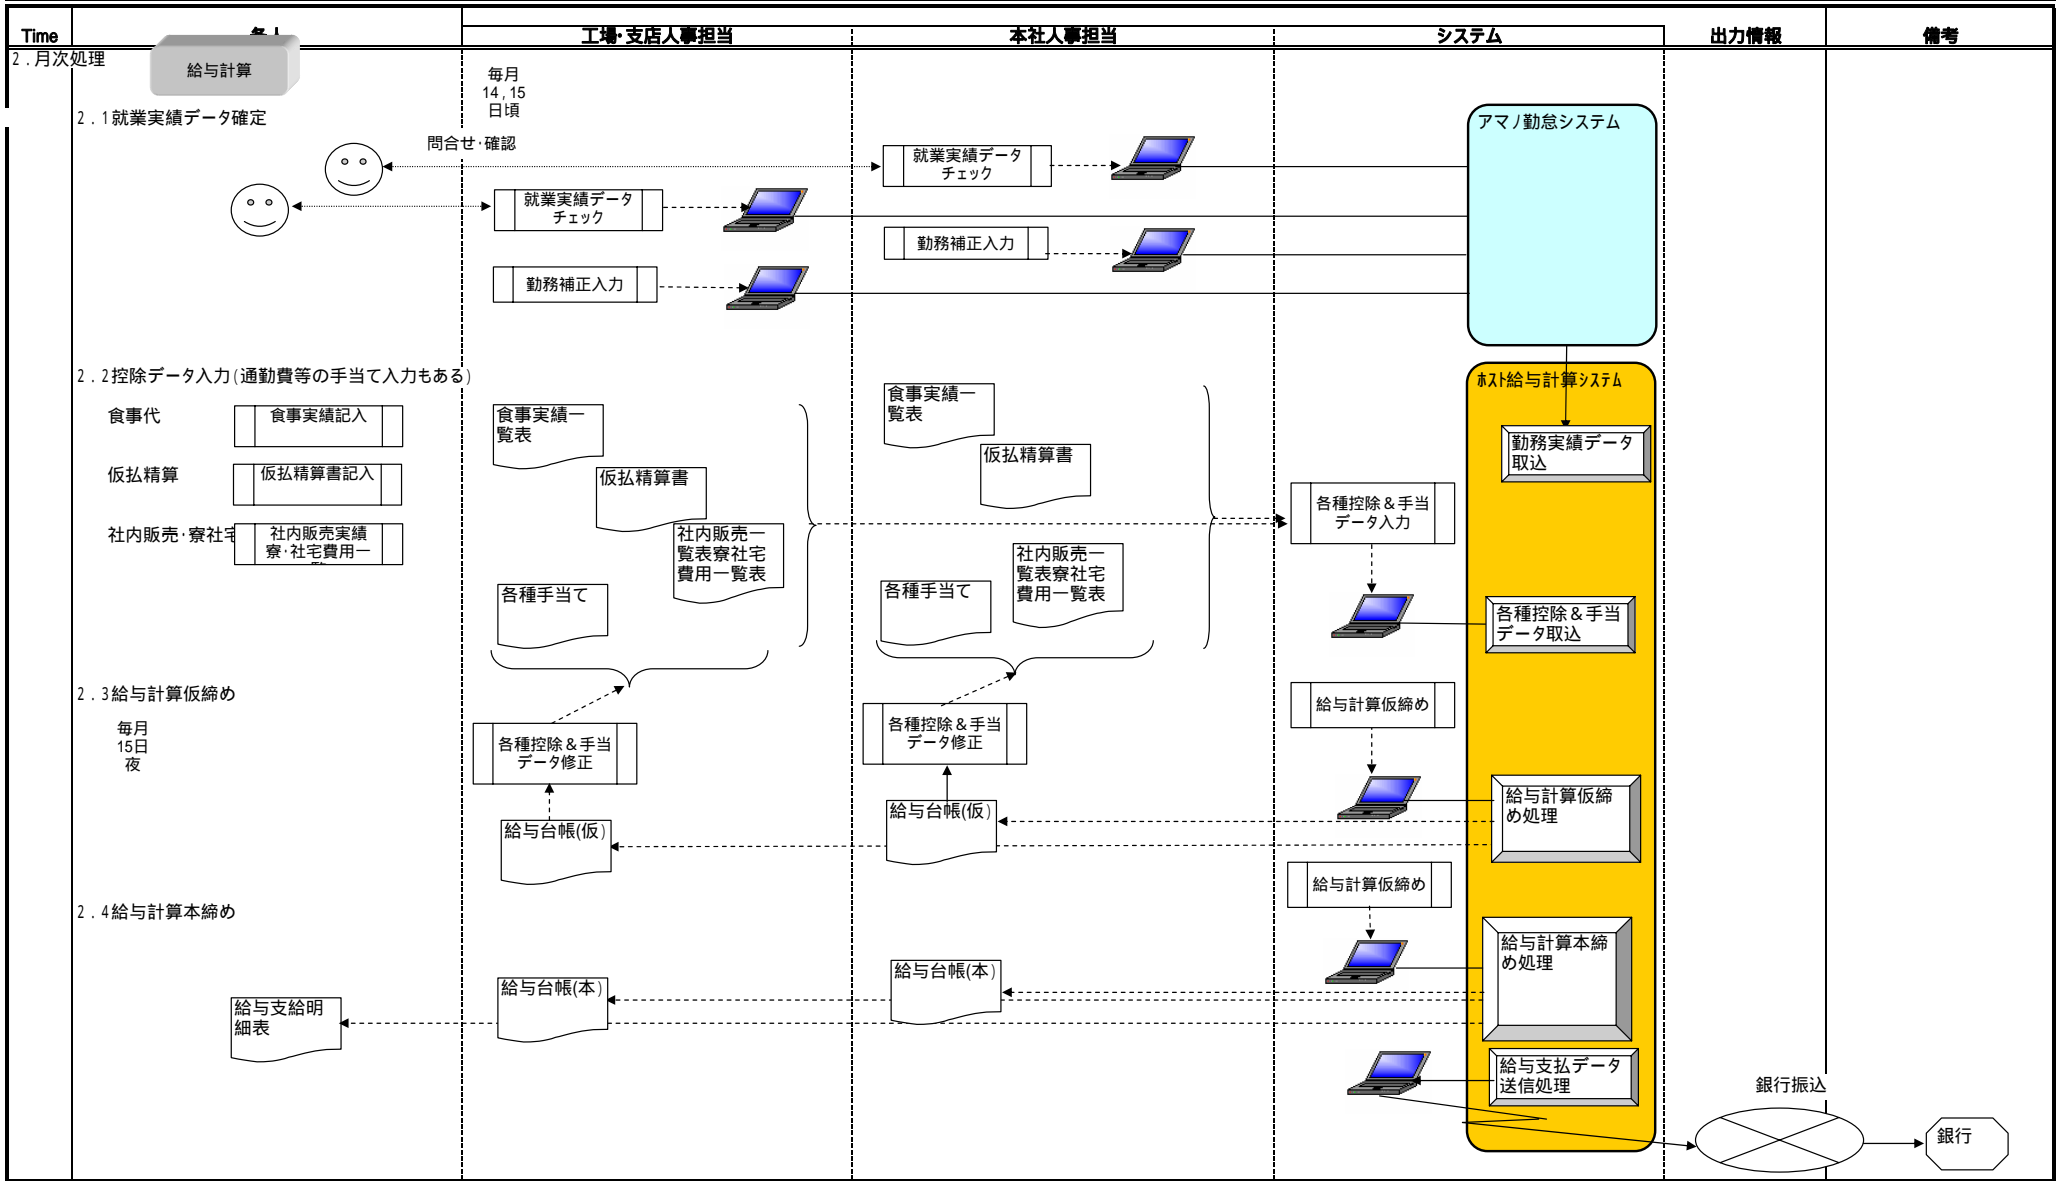 Time
各人
工場・支店人事担当
本社人事担当
システム
出力情報
備考
2．月次処理
給与計算
毎月
14,15
日頃
2．1就業実績データ確定
問合せ・確認
アマノ勤怠システム
就業実績データ
チェック
就業実績データ
チェック
勤務補正入力
勤務補正入力
2．2控除データ入力(通勤費等の手当て入力もある)
ﾎｽﾄ給与計算ｼｽﾃﾑ
食事代
食事実績記入
食事実績一
覧表
食事実績一
覧表
勤務実績データ
取込
仮払精算
仮払精算書記入
仮払精算書
仮払精算書
各種控除＆手当
データ入力
社内販売・寮社宅
社内販売実績
寮・社宅費用一
社内販売一
覧表寮社宅
費用一覧表
社内販売一
覧表寮社宅
費用一覧表
各種手当て
各種手当て
各種控除＆手当
データ取込
2．3給与計算仮締め
毎月
15日
夜
給与計算仮締め
各種控除＆手当
データ修正
各種控除＆手当
データ修正
給与計算仮締
め処理
給与台帳(仮)
給与台帳(仮)
給与計算仮締め
2．4給与計算本締め
給与計算本締
め処理
給与台帳(本)
給与台帳(本)
給与支給明
細表
給与支払データ
送信処理
銀行振込
銀行